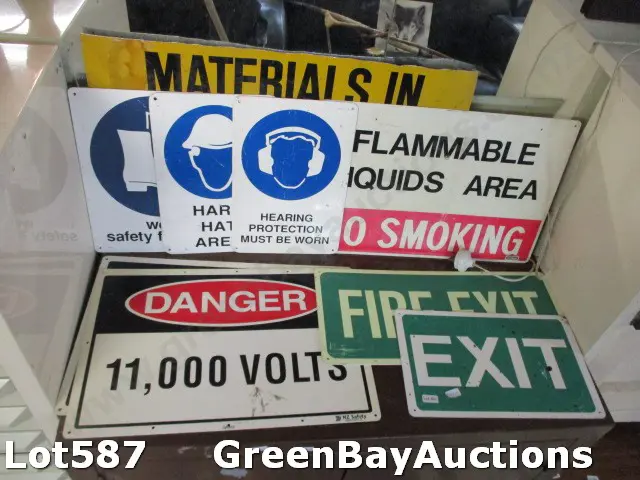 MATERIALS IN
FLAMMABLE
IQUIDS AREA
O SMOKING
safety f
HAR
HAT
ARE
HEARING
PROTECTION
MUST BE WORN
DANGER
11,000 VOLTS
FIRE EXIT
EXIT
Lot587 GreenBayAuctions